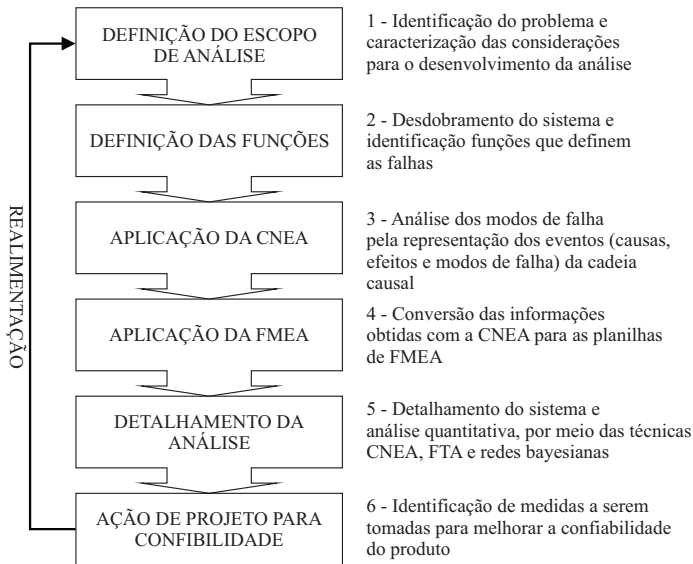 DEFINIÇÃO DO ESCOPO
DE ANÁLISE
1 - Identificação do problema e
caracterização das considerações
para o desenvolvimento da análise
DEFINIÇÃO DAS FUNÇÕES
2 - Desdobramento do sistema e
identificação funções que definem
as falhas
APLICAÇÃO DA CNEA
3 - Análise dos modos de falha
pela representação dos eventos (causas,
efeitos e modos de falha) da cadeia
causal
APLICAÇÃO DA FMEA
4 - Conversão das informações
obtidas com a CNEA para as planilhas
de FMEA
DETALHAMENTO DA
ANÁLISE
5 - Detalhamento do sistema e
análise quantitativa, por meio das técnicas
CNEA, FTA e redes bayesianas
AÇÃO DE PROJETO PARA
CONFIBILIDADE
6 - Identificação de medidas a serem
tomadas para melhorar a confiabilidade
do produto
REALIMENTAÇÃO